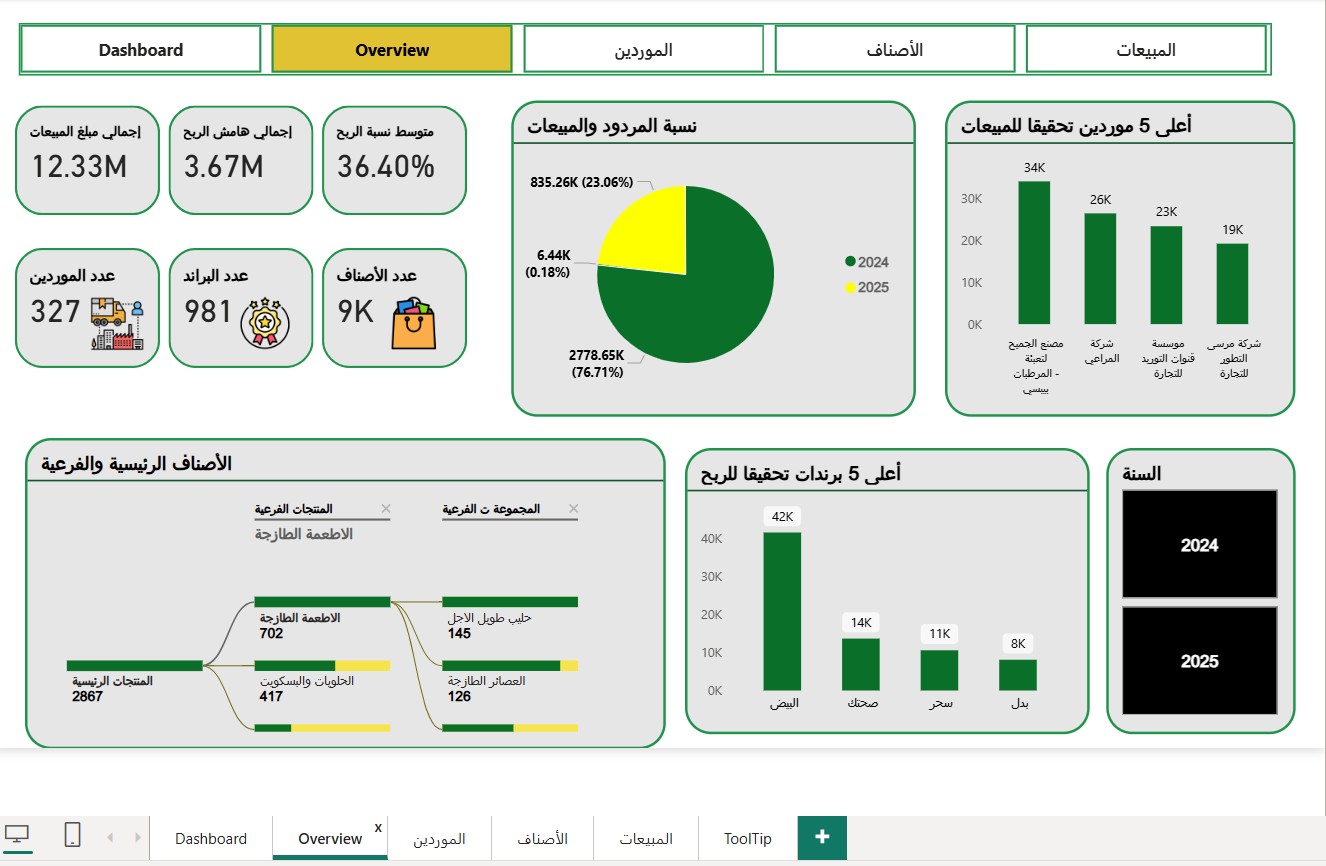 Dashboard
Overview
الموردين
الأصناف
المبيعات
إجمالي مبلغ المبيعات
12.33M
إجمالي هامش الربح
3.67M
متوسط نسبة الربح
36.40%
عدد الموردين
327
عدد البراند
981
عدد الأصناف
9K
نسبة المردود والمبيعات
835.26K (23.06%)
6.44K
(0.18%)
2778.65K
(76.71%)
2024
2025
أعلى 5 موردين تحقيقا للمبيعات
30K
20K
10K
0K
34K
26K
23K
19K
مصنع الجميح
لتعبئة
المرطبات -
بيبسي
شركة
المراعي
موسسة
قنوات التوريد
للتجارة
شركة مرسى
التطور
للتجارة
الأصناف الرئيسية والفرعية
المنتجات الفرعية
الاطعمة الطازجة
المجموعة ت الفرعية
المنتجات الرئيسية
2867
الاطعمة الطازجة
702
الحلويات والبسكويت
417
حليب طويل الاجل
145
العصائر الطازجة
126
أعلى 5 برندات تحقيقا للربح
40K
30K
20K
10K
0K
42K
14K
11K
8K
البيض
صحتك
سحر
بدل
السنة
2024
2025
Dashboard
Overview
x
الموردين
الأصناف
المبيعات
ToolTip
+